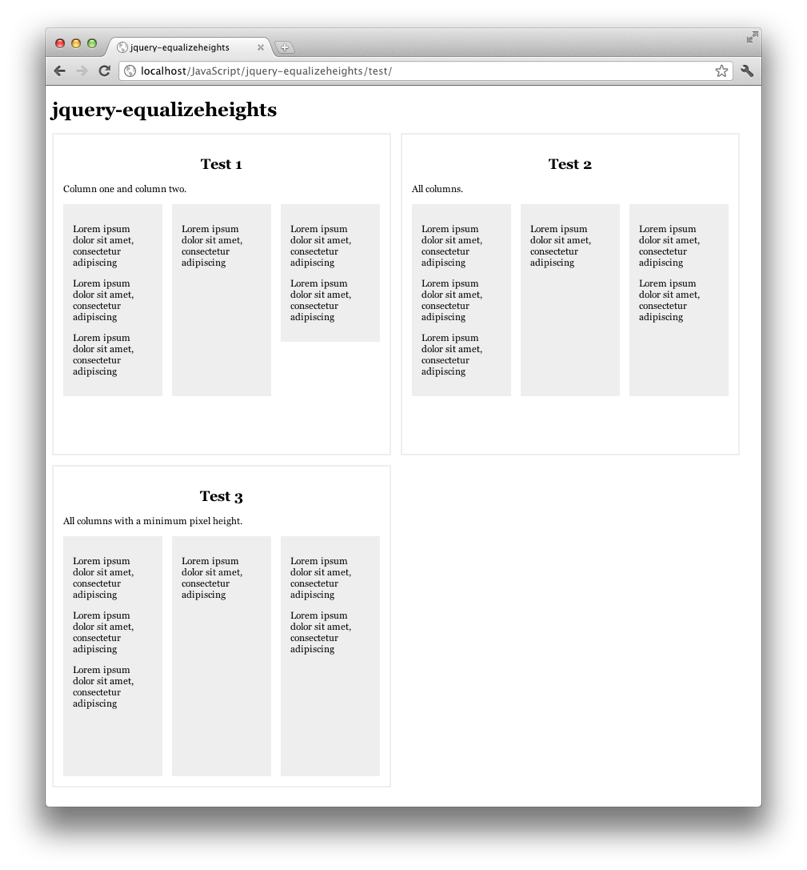 jquery-equalizeheights
localhost/JavaScript/jquery-equalizeheights/test/
jquery-equalizeheights
Test 1
Column one and column two.
Lorem ipsum
dolor sit amet,
consectetur
adipiscing
Lorem ipsum
dolor sit amet,
consectetur
adipiscing
Lorem ipsum
dolor sit amet,
consectetur
adipiscing
Lorem ipsum
dolor sit amet,
consectetur
adipiscing
Lorem ipsum
dolor sit amet,
consectetur
adipiscing
Lorem ipsum
dolor sit amet,
consectetur
adipiscing
Test 2
All columns.
Lorem ipsum
dolor sit amet,
consectetur
adipiscing
Lorem ipsum
dolor sit amet,
consectetur
adipiscing
Lorem ipsum
dolor sit amet,
consectetur
adipiscing
Lorem ipsum
dolor sit amet,
consectetur
adipiscing
Lorem ipsum
dolor sit amet,
consectetur
adipiscing
Lorem ipsum
dolor sit amet,
consectetur
adipiscing
Test 3
All columns with a minimum pixel height.
Lorem ipsum
dolor sit amet,
consectetur
adipiscing
Lorem ipsum
dolor sit amet,
consectetur
adipiscing
Lorem ipsum
dolor sit amet,
consectetur
adipiscing
Lorem ipsum
dolor sit amet,
consectetur
adipiscing
Lorem ipsum
dolor sit amet,
consectetur
adipiscing
Lorem ipsum
dolor sit amet,
consectetur
adipiscing